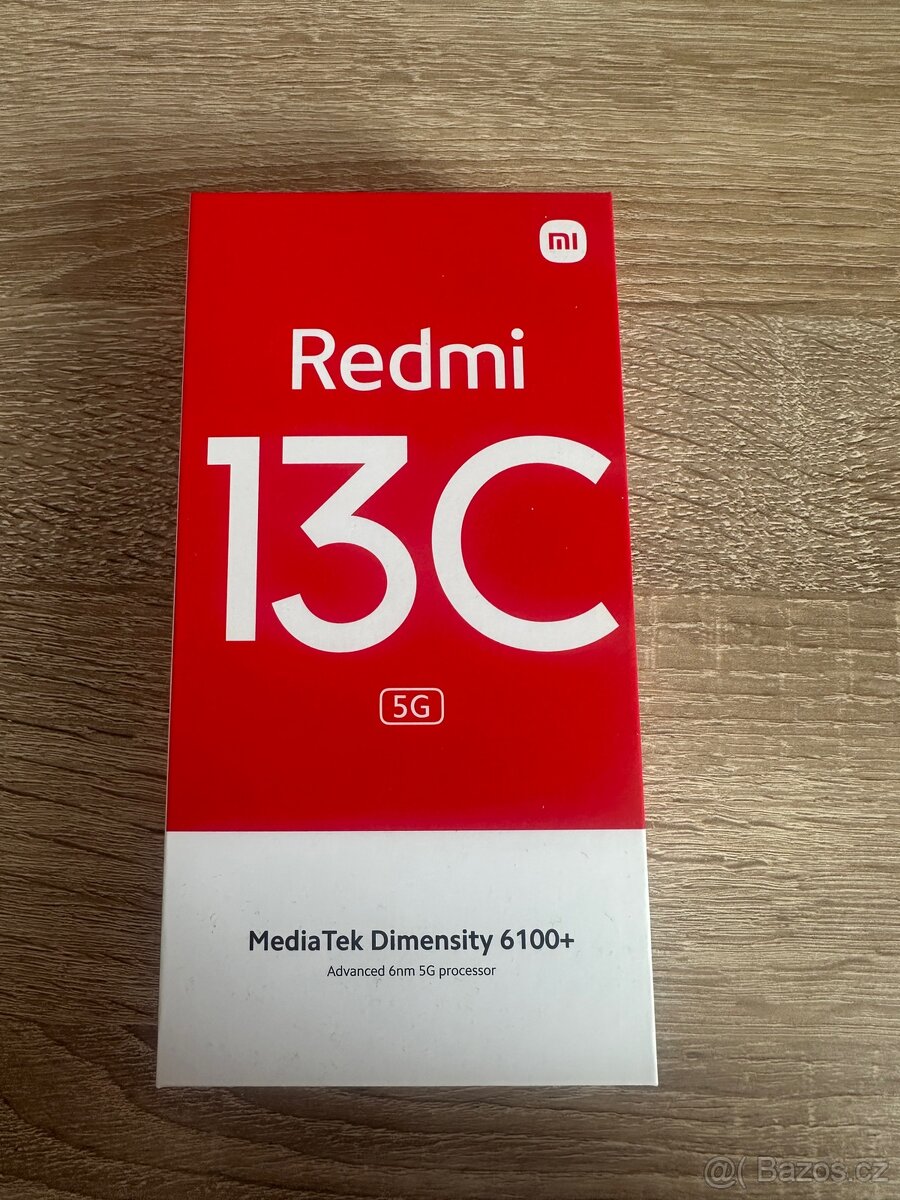 mi
Redmi
13C
5G
MediaTek Dimensity 6100+
Advanced 6nm 5G processor
@( Bazos.cz